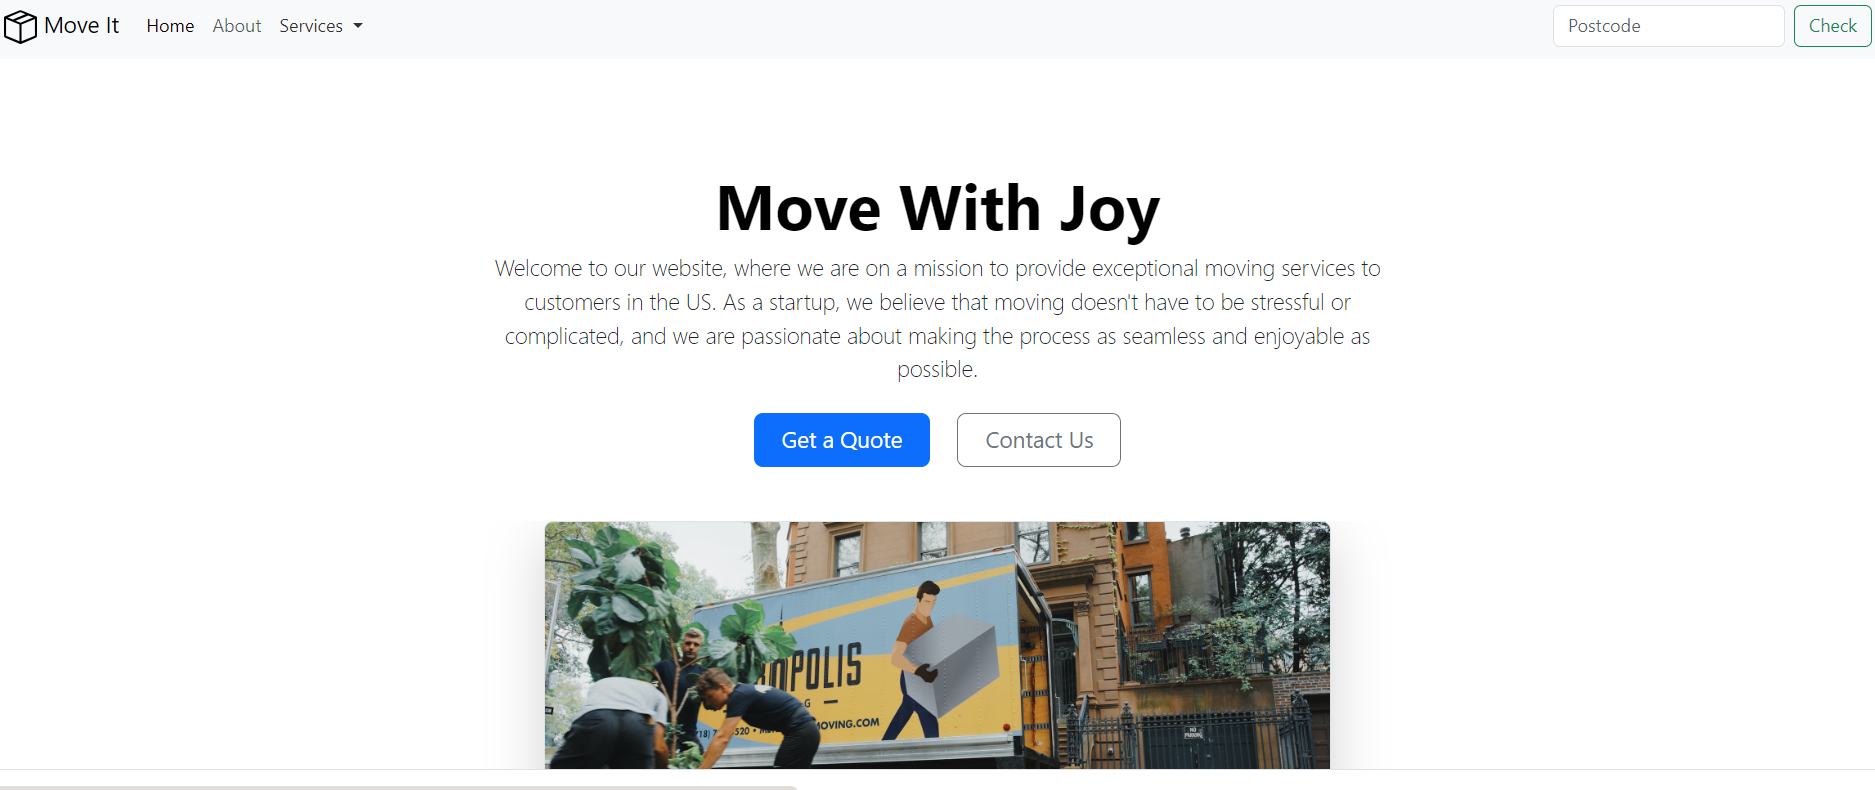 Move It
Home
About
Services
Postcode
Check
Move With Joy
Welcome to our website, where we are on a mission to provide exceptional moving services to
customers in the US. As a startup, we believe that moving doesn't have to be stressful or
complicated, and we are passionate about making the process as seamless and enjoyable as
possible.
Get a Quote
Contact Us
OPOLIS
MOVING.COM
NO
PARKING